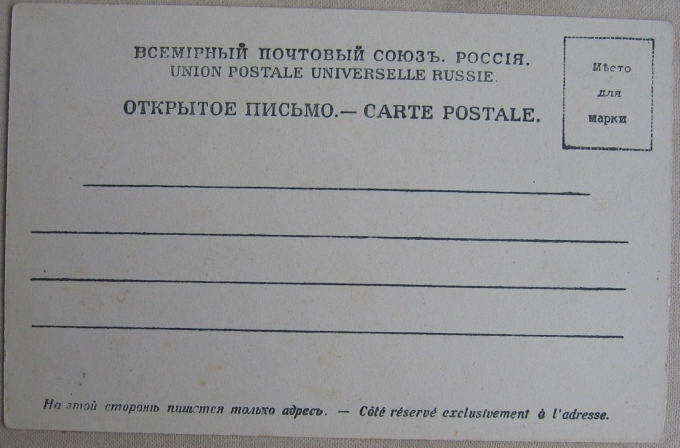 ВСЕМІРНЫЙ ПОЧТОВЫЙ СОЮЗЪ. РОССІЯ.
UNION POSTALE UNIVERSELLE RUSSIE.
ОТКРЫТОЕ ПИСЬМО.— CARTE POSTALE.
Мѣсто
для
марки
На этой сторонѣ пишется только адресъ. — Côté réservé exclusivement à l'adresse.